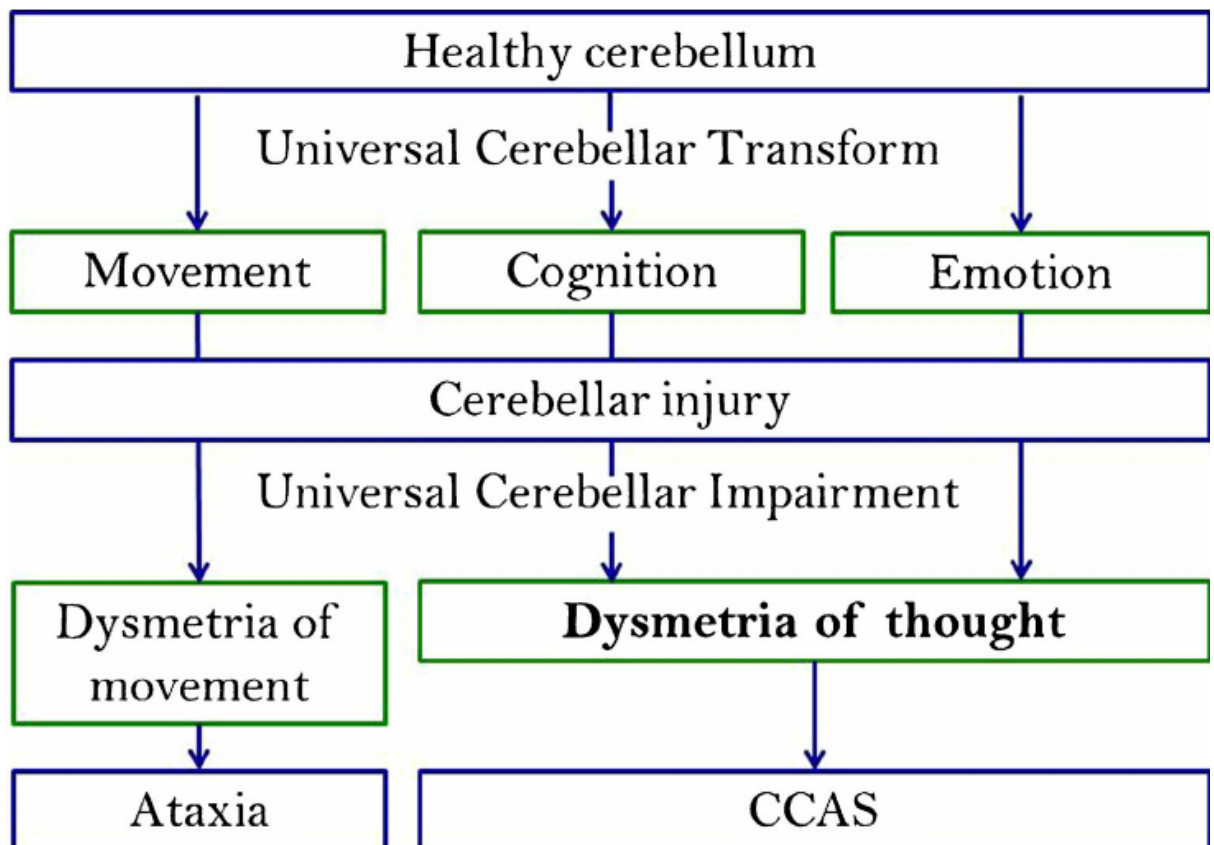 Healthy cerebellum
Universal Cerebellar Transform
Movement
Cognition
Emotion
Cerebellar injury
Universal Cerebellar Impairment
Dysmetria of
movement
Dysmetria of thought
Ataxia
CCAS